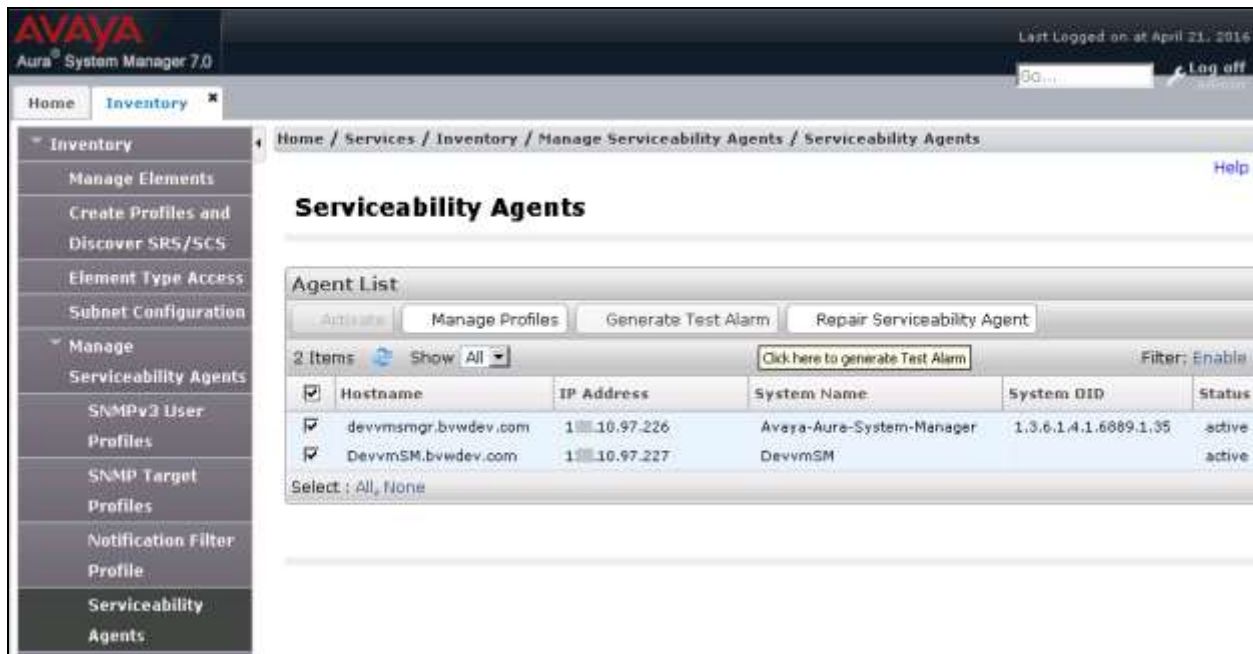 AVAYA
Aura® System Manager 7.0
Last Logged on at April 21, 2016
Go...
Log off
Home
Inventory
Inventory
Manage Elements
Create Profiles and
Discover SRS/SCS
Element Type Access
Subnet Configuration
Manage
Serviceability Agents
SNMPv3 User
Profiles
SNMP Target
Profiles
Notification Filter
Profile
Serviceability
Agents
Home / Services / Inventory / Manage Serviceability Agents / Serviceability Agents
Help
Serviceability Agents
Agent List
Activate Manage Profiles Generate Test Alarm Repair Serviceability Agent
2 Items Show All Click here to generate Test Alarm Filter: Enable
Hostname IP Address System Name System OID Status
devvmsmgr.bvwdev.com 1 .10.97.226 Avaya-Aura-System-Manager 1.3.6.1.4.1.6889.1.35 active
DevvmSM.bvwdev.com 1 .10.97.227 DevvmSM active
Select : All, None